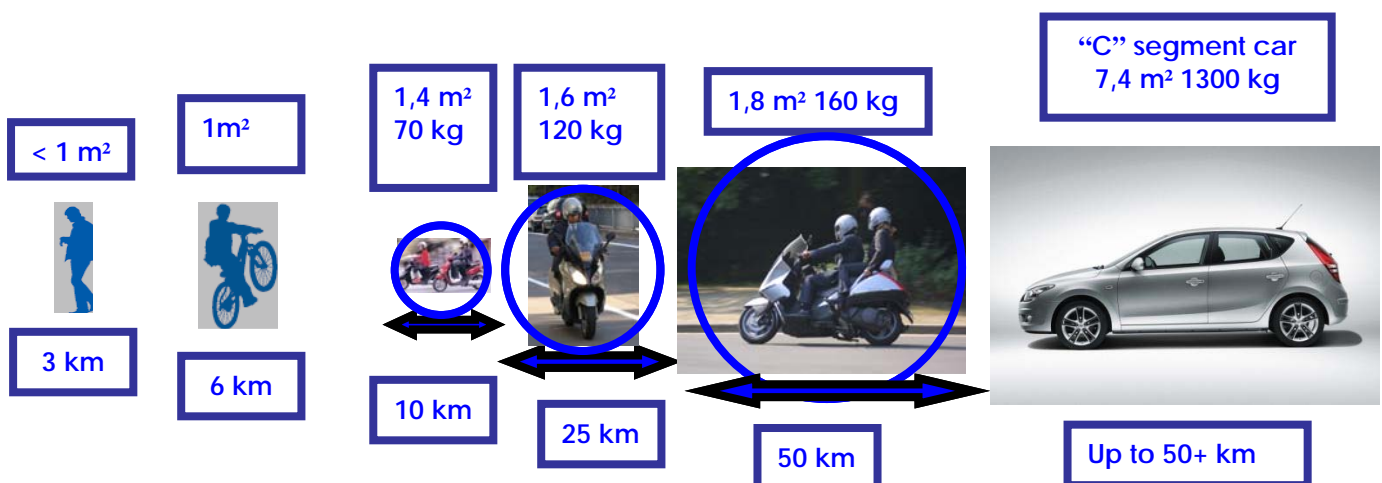 < 1 m²
3 km
1m²
6 km
1,4 m²
70 kg
10 km
1,6 m²
120 kg
25 km
1,8 m² 160 kg
50 km
“C” segment car
7,4 m² 1300 kg
Up to 50+ km